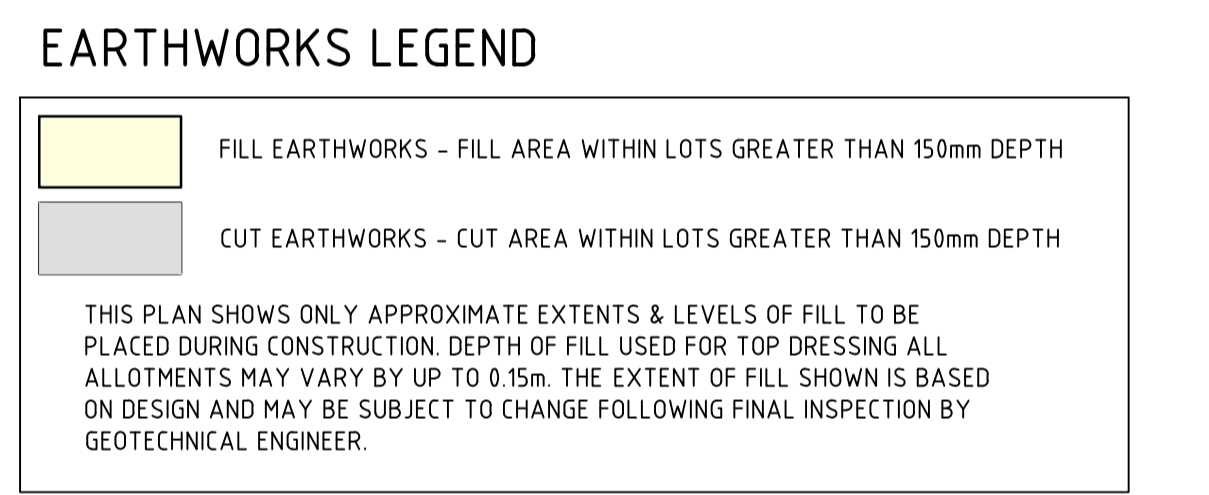 EARTHWORKS LEGEND
FILL EARTHWORKS - FILL AREA WITHIN LOTS GREATER THAN 150mm DEPTH
CUT EARTHWORKS - CUT AREA WITHIN LOTS GREATER THAN 150mm DEPTH
THIS PLAN SHOWS ONLY APPROXIMATE EXTENTS & LEVELS OF FILL TO BE
PLACED DURING CONSTRUCTION. DEPTH OF FILL USED FOR TOP DRESSING ALL
ALLOTMENTS MAY VARY BY UP TO 0.15m. THE EXTENT OF FILL SHOWN IS BASED
ON DESIGN AND MAY BE SUBJECT TO CHANGE FOLLOWING FINAL INSPECTION BY
GEOTECHNICAL ENGINEER.